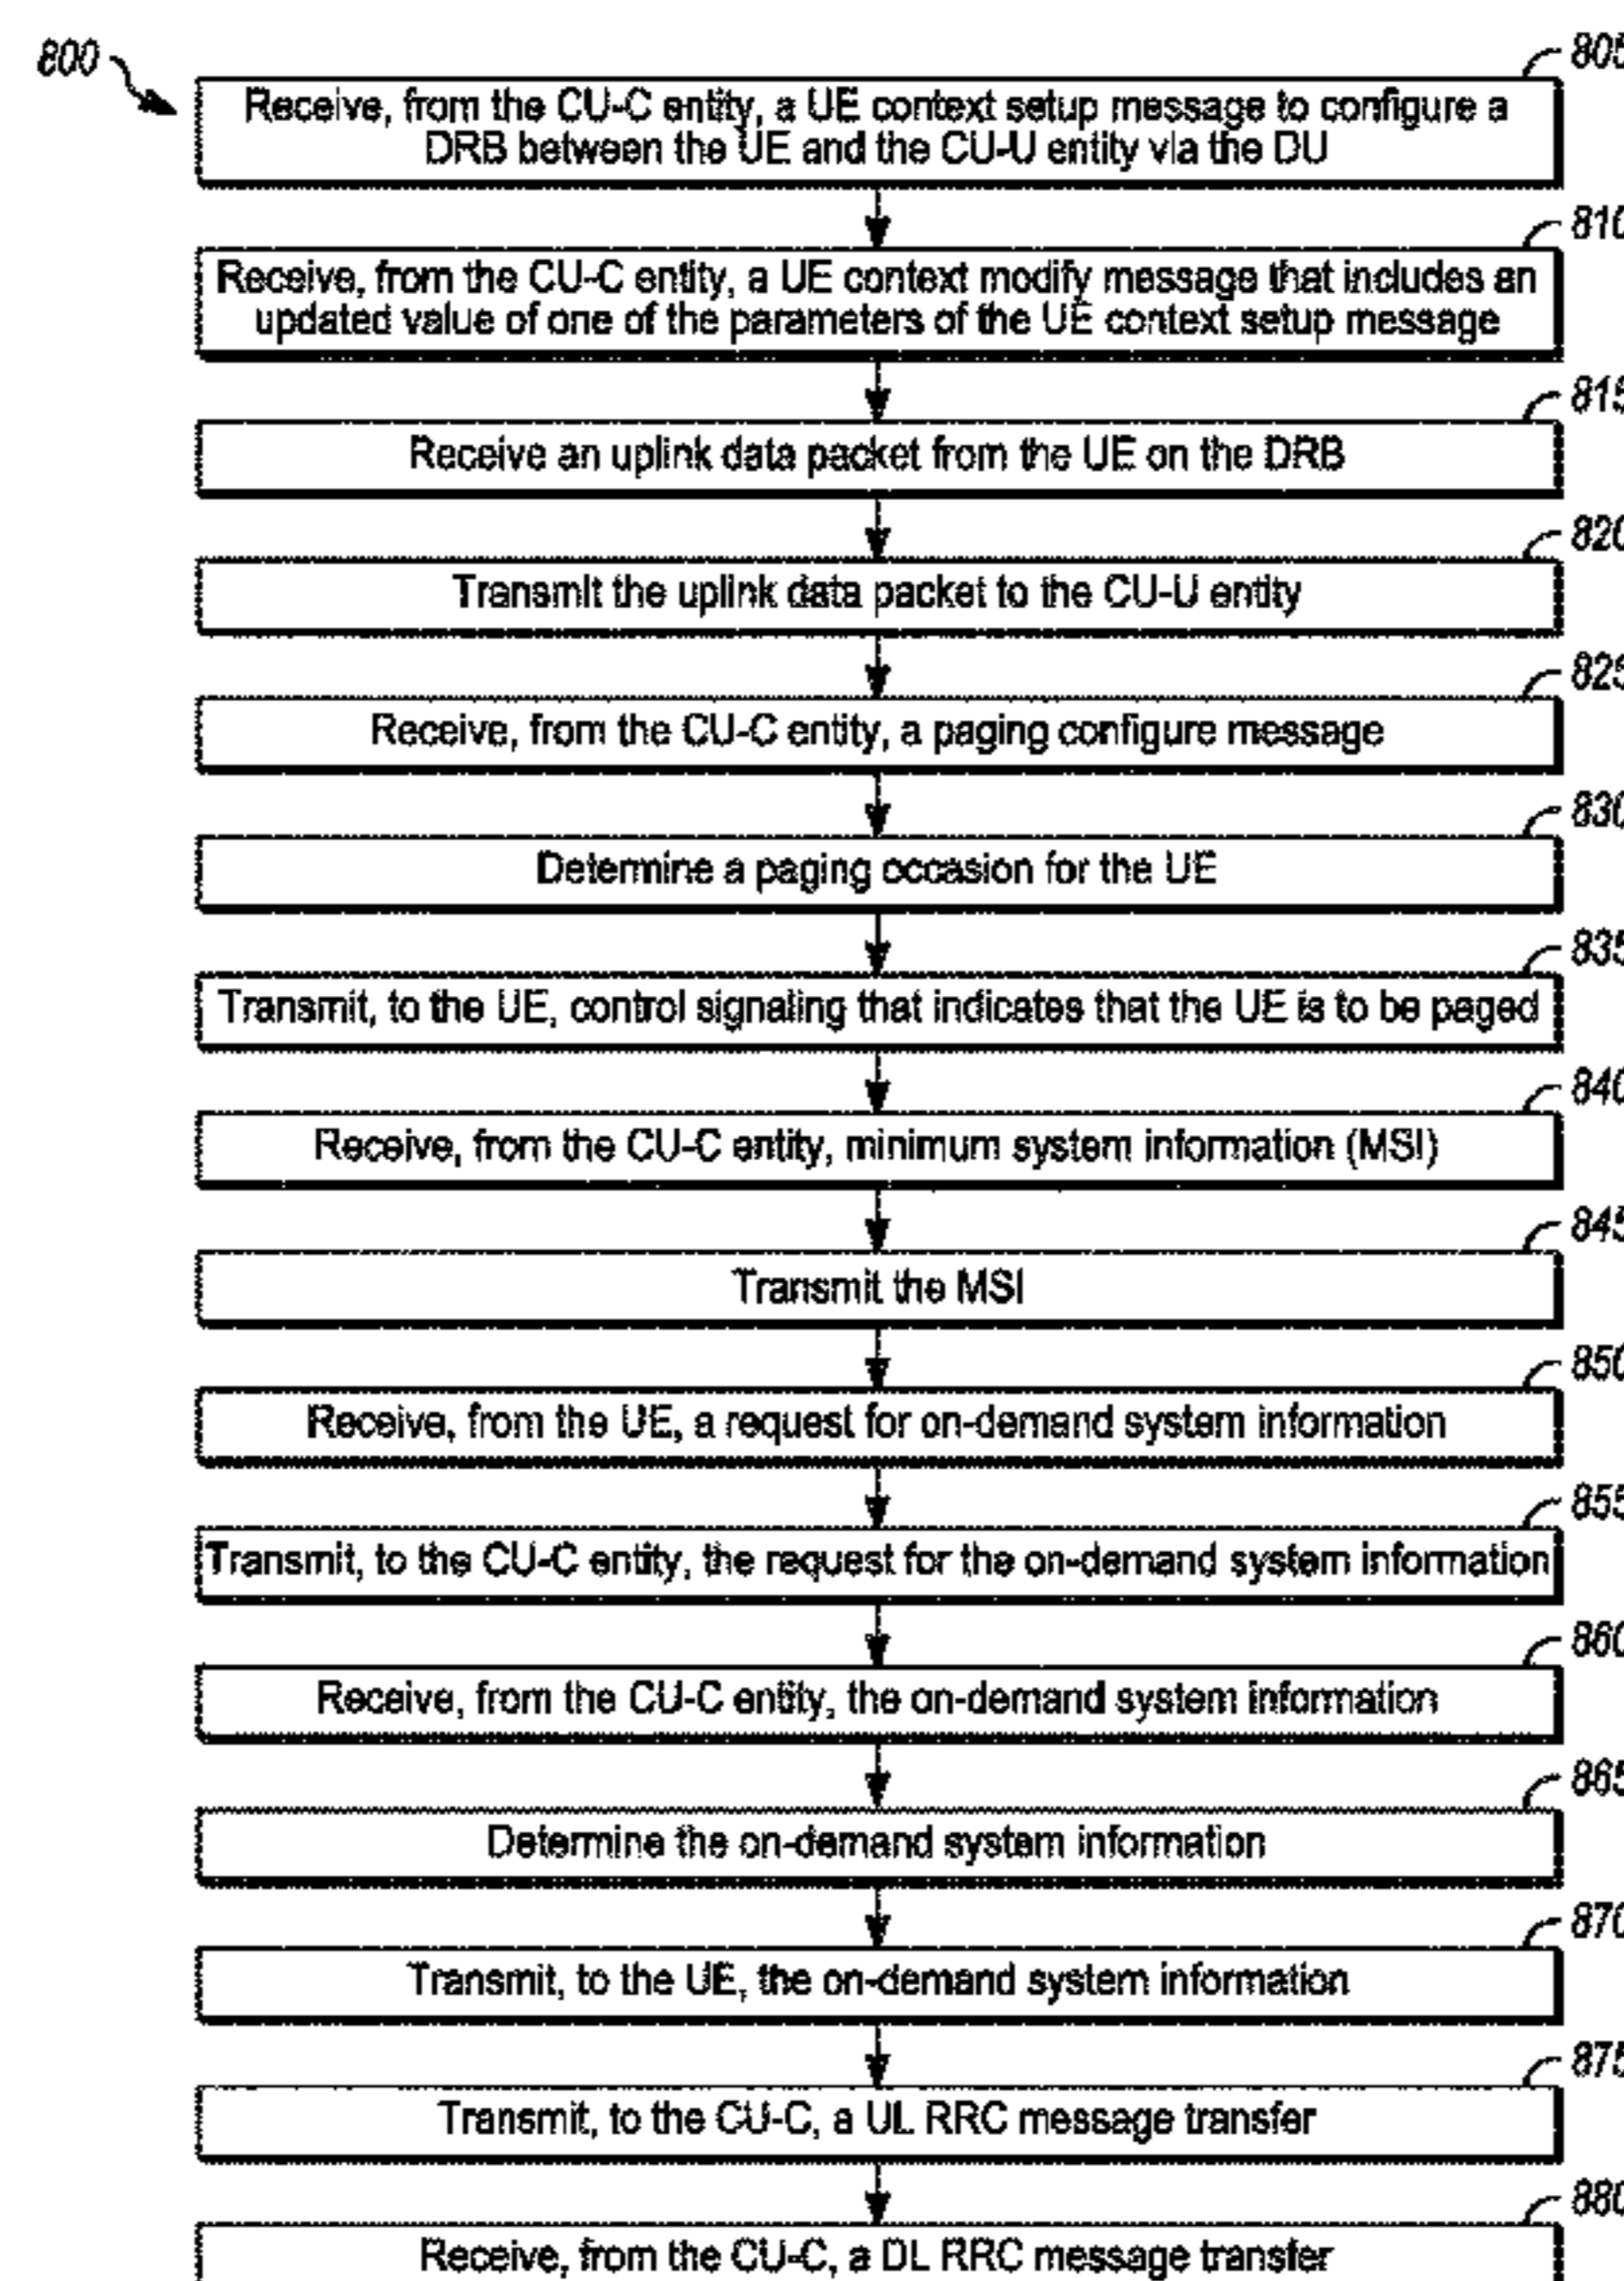 800
805
Receive, from the CU-C entity, a UE context setup message to configure a
DRB between the UE and the CU-U entity via the DU
810
Receive, from the CU-C entity, a UE context modify message that includes an
updated value of one of the parameters of the UE context setup message
815
Receive an uplink data packet from the UE on the DRB
820
Transmit the uplink data packet to the CU-U entity
825
Receive, from the CU-C entity, a paging configure message
830
Determine a paging occasion for the UE
835
Transmit, to the UE, control signaling that indicates that the UE is to be paged
840
Receive, from the CU-C entity, minimum system information (MSI)
845
Transmit the MSI
850
Receive, from the UE, a request for on-demand system information
855
Transmit, to the CU-C entity, the request for the on-demand system information
860
Receive, from the CU-C entity, the on-demand system information
865
Determine the on-demand system information
870
Transmit, to the UE, the on-demand system information
875
Transmit, to the CU-C, a UL RRC message transfer
880
Receive, from the CU-C, a DL RRC message transfer